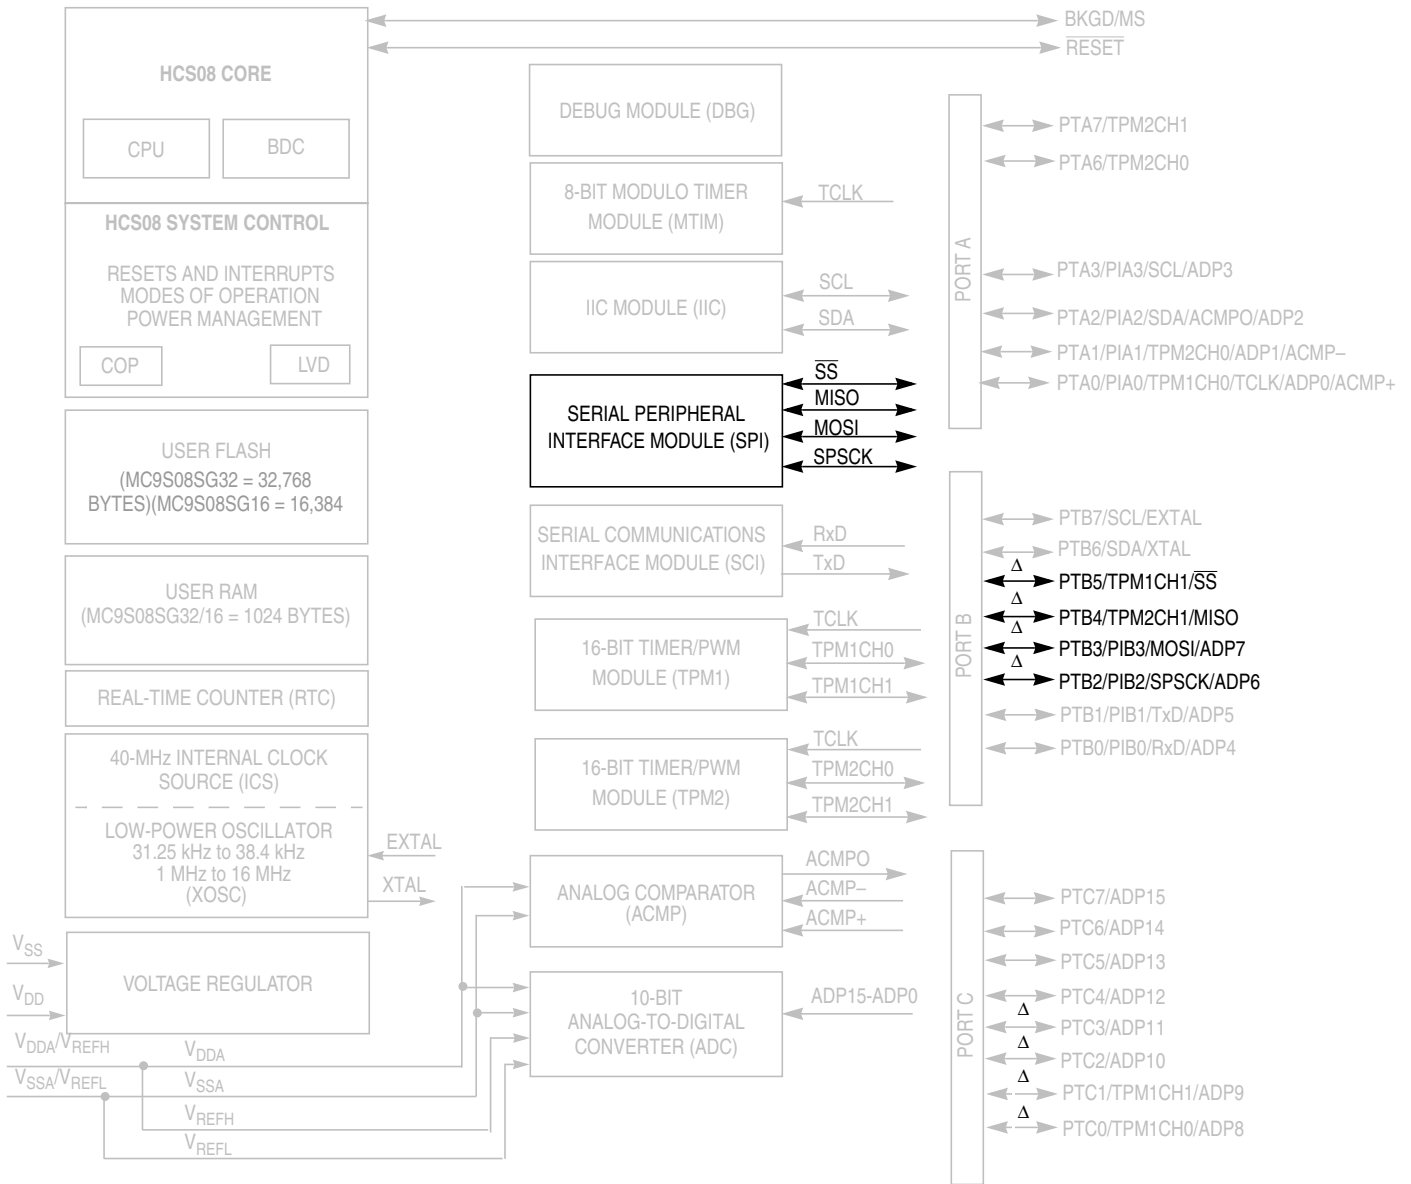 BKGD/MS
RESET
HCS08 CORE
CPU
BDC
HCS08 SYSTEM CONTROL
RESETS AND INTERRUPTS
MODES OF OPERATION
POWER MANAGEMENT
COP
LVD
USER FLASH
(MC9S08SG32 = 32,768
BYTES)(MC9S08SG16 = 16,384
USER RAM
(MC9S08SG32/16 = 1024 BYTES)
REAL-TIME COUNTER (RTC)
40-MHz INTERNAL CLOCK
SOURCE (ICS)
LOW-POWER OSCILLATOR
31.25 kHz to 38.4 kHz
1 MHz to 16 MHz
(XOSC)
EXTAL
XTAL
VSS
VDD
VOLTAGE REGULATOR
VDDA/VREFH
VSSA/VREFL
VDDA
VSSA
VREFH
VREFL
DEBUG MODULE (DBG)
8-BIT MODULO TIMER
MODULE (MTIM)
TCLK
IIC MODULE (IIC)
SCL
SDA
SERIAL PERIPHERAL
INTERFACE MODULE (SPI)
SS
MISO
MOSI
SPSCK
SERIAL COMMUNICATIONS
INTERFACE MODULE (SCI)
RxD
TxD
16-BIT TIMER/PWM
MODULE (TPM1)
TCLK
TPM1CH0
TPM1CH1
16-BIT TIMER/PWM
MODULE (TPM2)
TCLK
TPM2CH0
TPM2CH1
ANALOG COMPARATOR
(ACMP)
ACMPO
ACMP–
ACMP+
10-BIT
ANALOG-TO-DIGITAL
CONVERTER (ADC)
ADP15-ADP0
PORT A
PTA7/TPM2CH1
PTA6/TPM2CH0
PTA3/PIA3/SCL/ADP3
PTA2/PIA2/SDA/ACMPO/ADP2
PTA1/PIA1/TPM2CH0/ADP1/ACMP–
PTA0/PIA0/TPM1CH0/TCLK/ADP0/ACMP+
PORT B
PTB7/SCL/EXTAL
PTB6/SDA/XTAL
Δ PTB5/TPM1CH1/SS
Δ PTB4/TPM2CH1/MISO
Δ PTB3/PIB3/MOSI/ADP7
Δ PTB2/PIB2/SPSCK/ADP6
PTB1/PIB1/TxD/ADP5
PTB0/PIB0/RxD/ADP4
PORT C
PTC7/ADP15
PTC6/ADP14
PTC5/ADP13
PTC4/ADP12
Δ PTC3/ADP11
Δ PTC2/ADP10
Δ PTC1/TPM1CH1/ADP9
Δ PTC0/TPM1CH0/ADP8